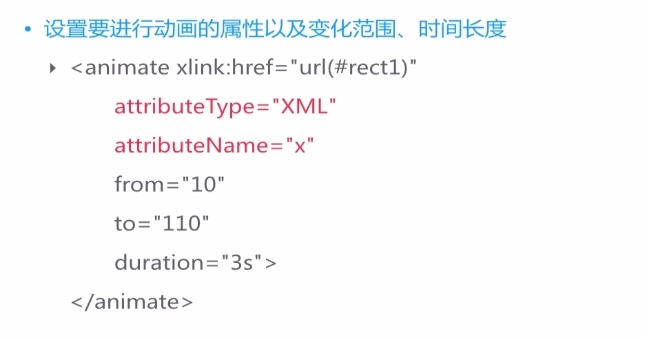 设置要进行动画的属性以及变化范围、时间长度
<animate xlink:href="url(#rect1)"
attributeType="XML"
attributeName="x"
from="10"
to="110"
duration="3s">
</animate>